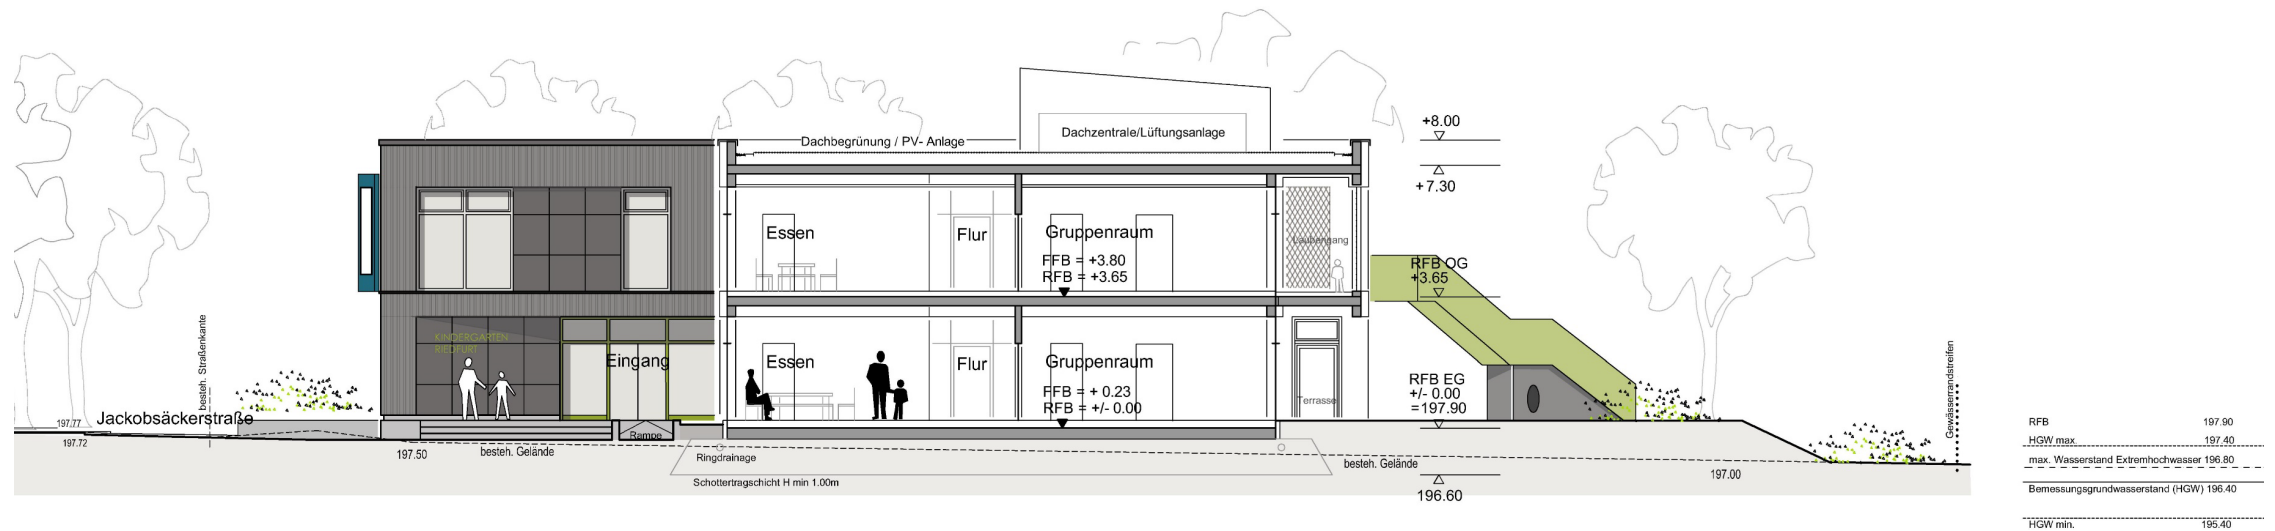 +8.00
Dachzentrale/Lüftungsanlage
Dachbegrünung / PV- Anlage
+7.30
Essen
Flur
Gruppenraum
Laubengang
FFB = +3.80
RFB = +3.65
RFB OG
+3.65
besteh. Straßenkante
KINDERGARTEN
RIEDFURT
Eingang
Essen
Flur
Gruppenraum
FFB = + 0.23
RFB = +/- 0.00
Terrasse
RFB EG
+/- 0.00
=197.90
Gewässerrandstreifen
Jackobsäckerstraße
197.77
197.72
197.50
besteh. Gelände
Rampe
Ringdrainage
Schottertragschicht H min 1.00m
besteh. Gelände
196.60
197.00
RFB 197.90
HGW max. 197.40
max. Wasserstand Extremhochwasser 196.80
Bemessungsgrundwasserstand (HGW) 196.40
HGW min. 195.40